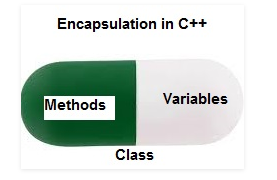 Encapsulation in C++
Methods
Variables
Class